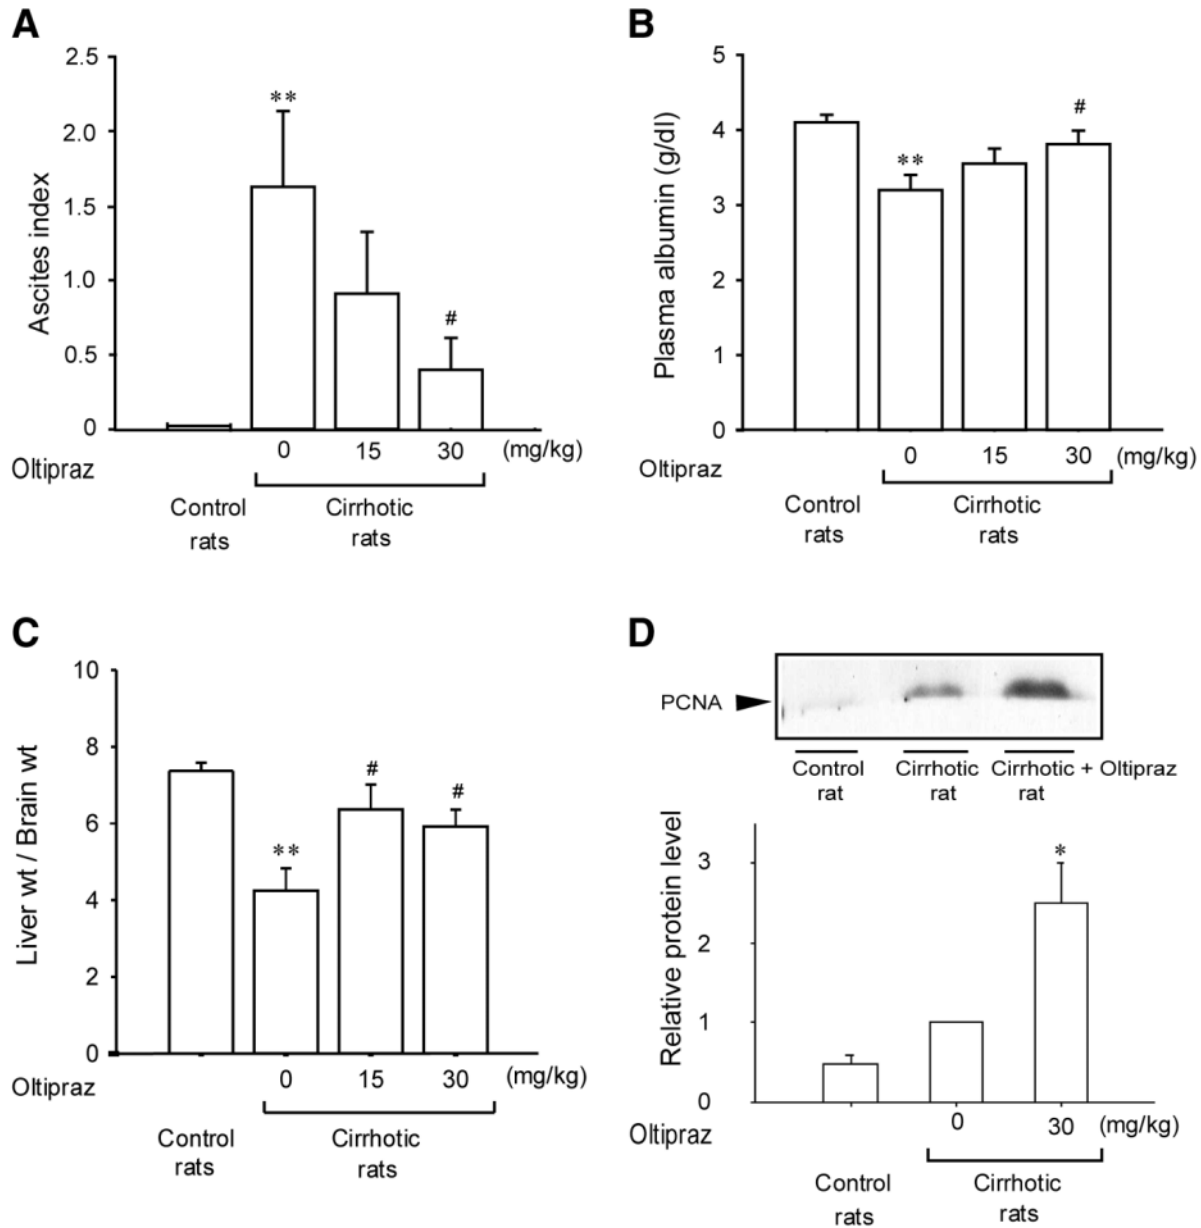 A
2.5
2.0
1.5
1.0
0.5
0
Ascites index
**
#
0 15 30 (mg/kg)
Oltipraz
Control
rats
Cirrhotic
rats
B
5
4
3
2
1
0
Plasma albumin (g/dl)
**
#
0 15 30 (mg/kg)
Oltipraz
Control
rats
Cirrhotic
rats
C
10
8
6
4
2
0
Liver wt / Brain wt
**
#
#
0 15 30 (mg/kg)
Oltipraz
Control
rats
Cirrhotic
rats
D
PCNA
Control
rat
Cirrhotic
rat
Cirrhotic + Oltipraz
rat
3
2
1
0
Relative protein level
*
0 30 (mg/kg)
Oltipraz
Control
rats
Cirrhotic
rats